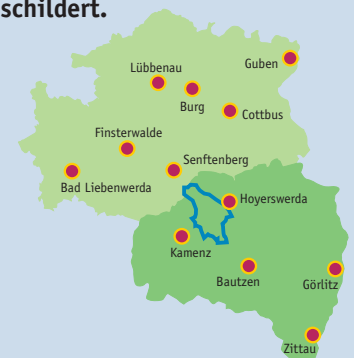 schildert.
Guben
Lübbenau
Burg
Cottbus
Finsterwalde
Senftenberg
Bad Liebenwerda
Hoyerswerda
Kamenz
Bautzen
Görlitz
Zittau